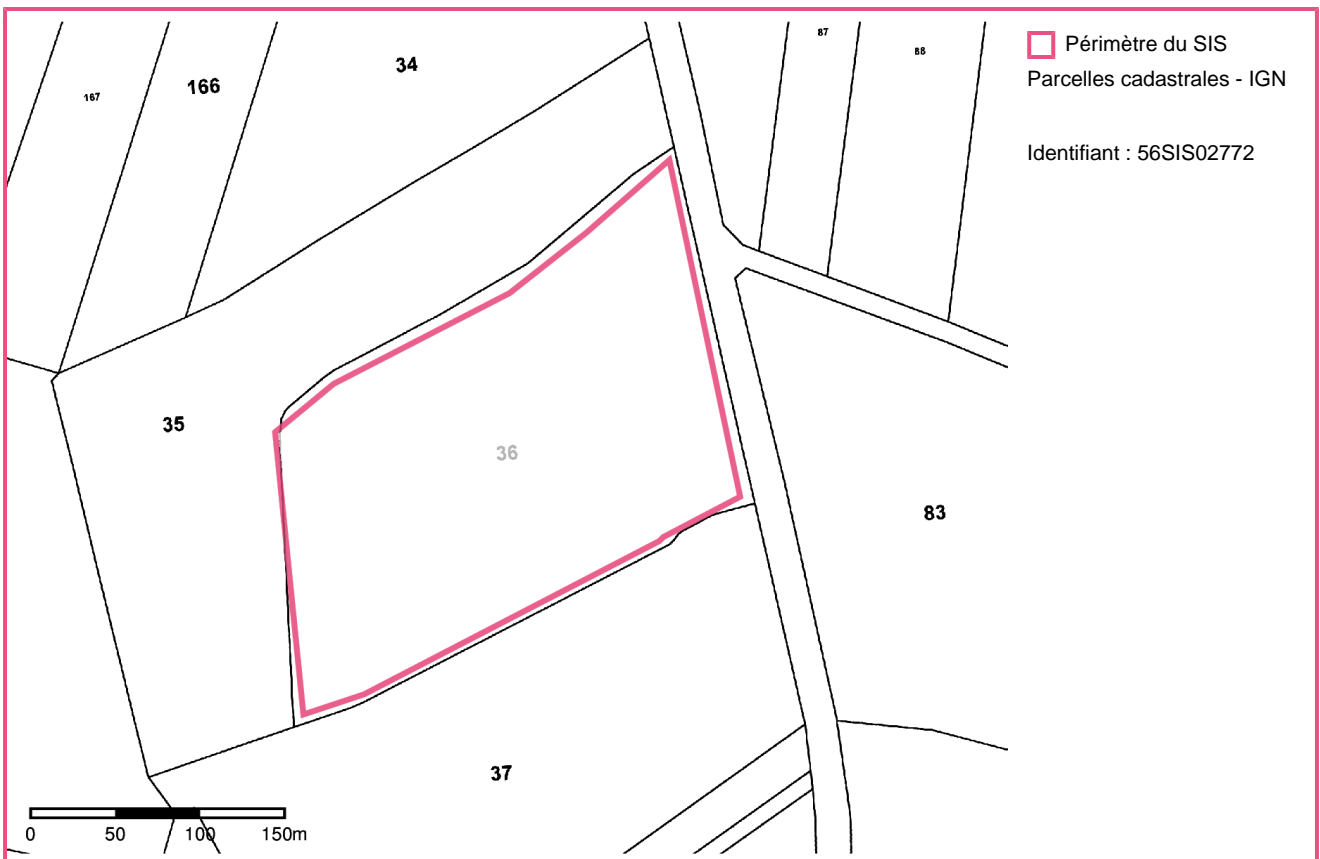 Périmètre du SIS
Parcelles cadastrales - IGN
Identifiant : 56SIS02772
34
87
88
166
167
35
36
83
37
0 50 100 150m